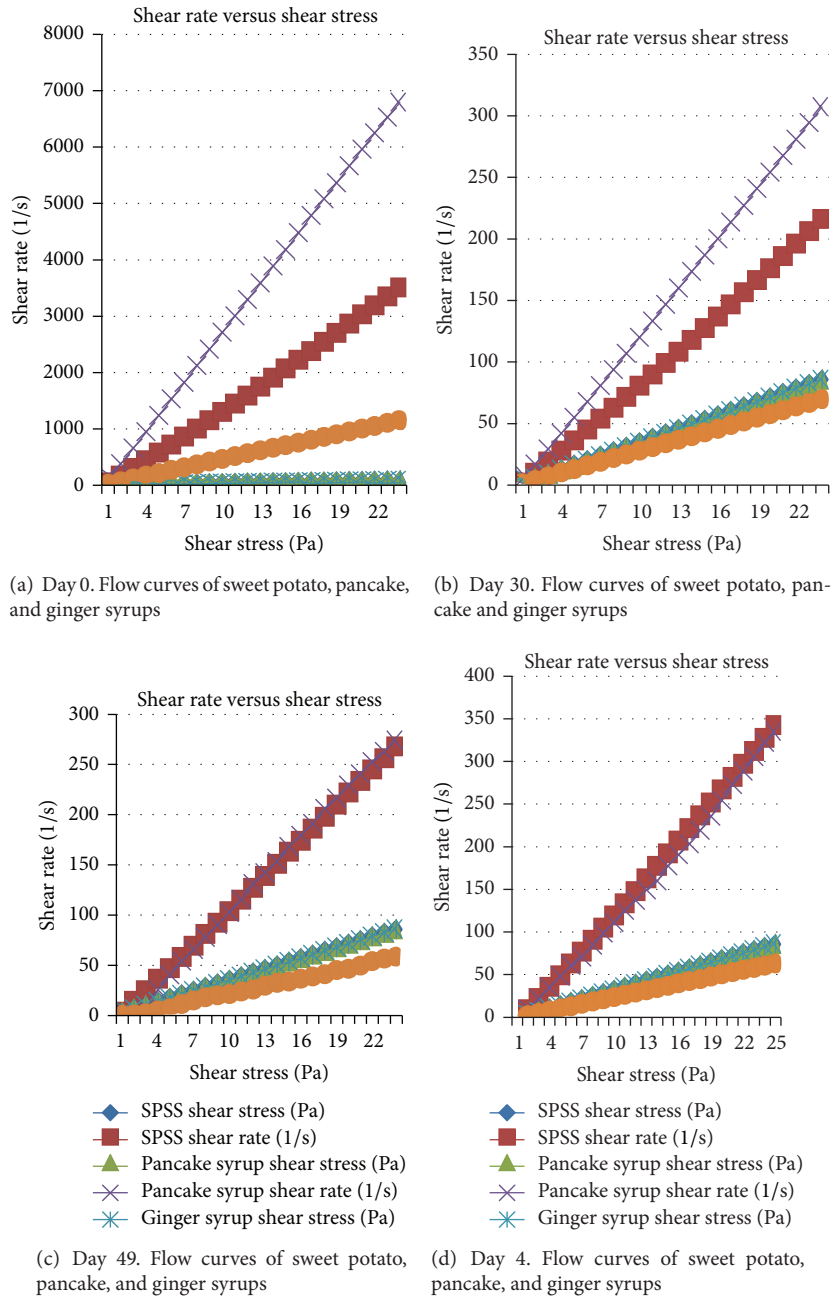 Shear rate versus shear stress
8000
7000
6000
5000
4000
3000
2000
1000
0
Shear rate (1/s)
1 4 7 10 13 16 19 22
Shear stress (Pa)
(a) Day 0. Flow curves of sweet potato, pancake,
and ginger syrups
Shear rate versus shear stress
350
300
250
200
150
100
50
0
Shear rate (1/s)
1 4 7 10 13 16 19 22
Shear stress (Pa)
(b) Day 30. Flow curves of sweet potato, pan-
cake and ginger syrups
Shear rate versus shear stress
300
250
200
150
100
50
0
Shear rate (1/s)
1 4 7 10 13 16 19 22
Shear stress (Pa)
SPSS shear stress (Pa)
SPSS shear rate (1/s)
Pancake syrup shear stress (Pa)
Pancake syrup shear rate (1/s)
Ginger syrup shear stress (Pa)
(c) Day 49. Flow curves of sweet potato,
pancake, and ginger syrups
Shear rate versus shear stress
400
350
300
250
200
150
100
50
0
Shear rate (1/s)
1 4 7 10 13 16 19 22 25
Shear stress (Pa)
SPSS shear stress (Pa)
SPSS shear rate (1/s)
Pancake syrup shear stress (Pa)
Pancake syrup shear rate (1/s)
Ginger syrup shear stress (Pa)
(d) Day 4. Flow curves of sweet potato,
pancake, and ginger syrups